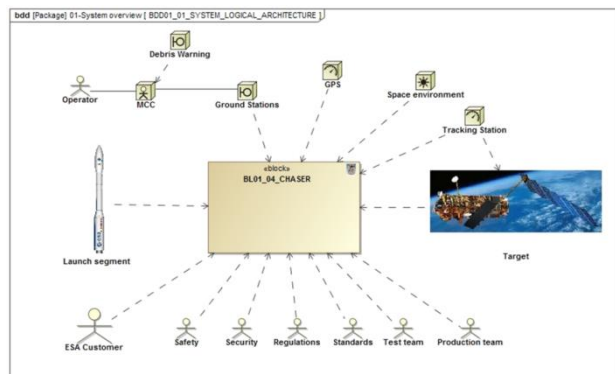 bdd [Package] 01-System overview [ BDD01_01_SYSTEM_LOGICAL_ARCHITECTURE ]
Debris Warning
Operator
MCC
Ground Stations
GPS
Space environment
Tracking Station
«block»
BL01_04_CHASER
Launch segment
Target
ESA Customer
Safety
Security
Regulations
Standards
Test team
Production team